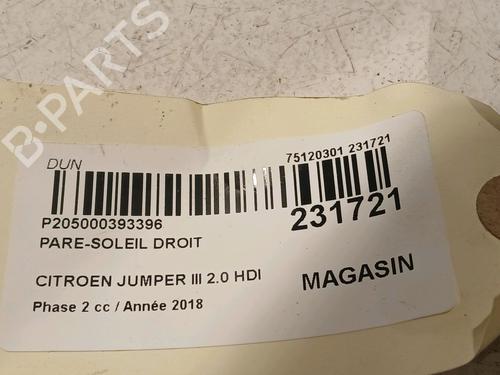 B-PARTS
DUN
75120301 231721
P205000393396
231721
PARE-SOLEIL DROIT
CITROEN JUMPER III 2.0 HDI
MAGASIN
Phase 2 cc / Année 2018